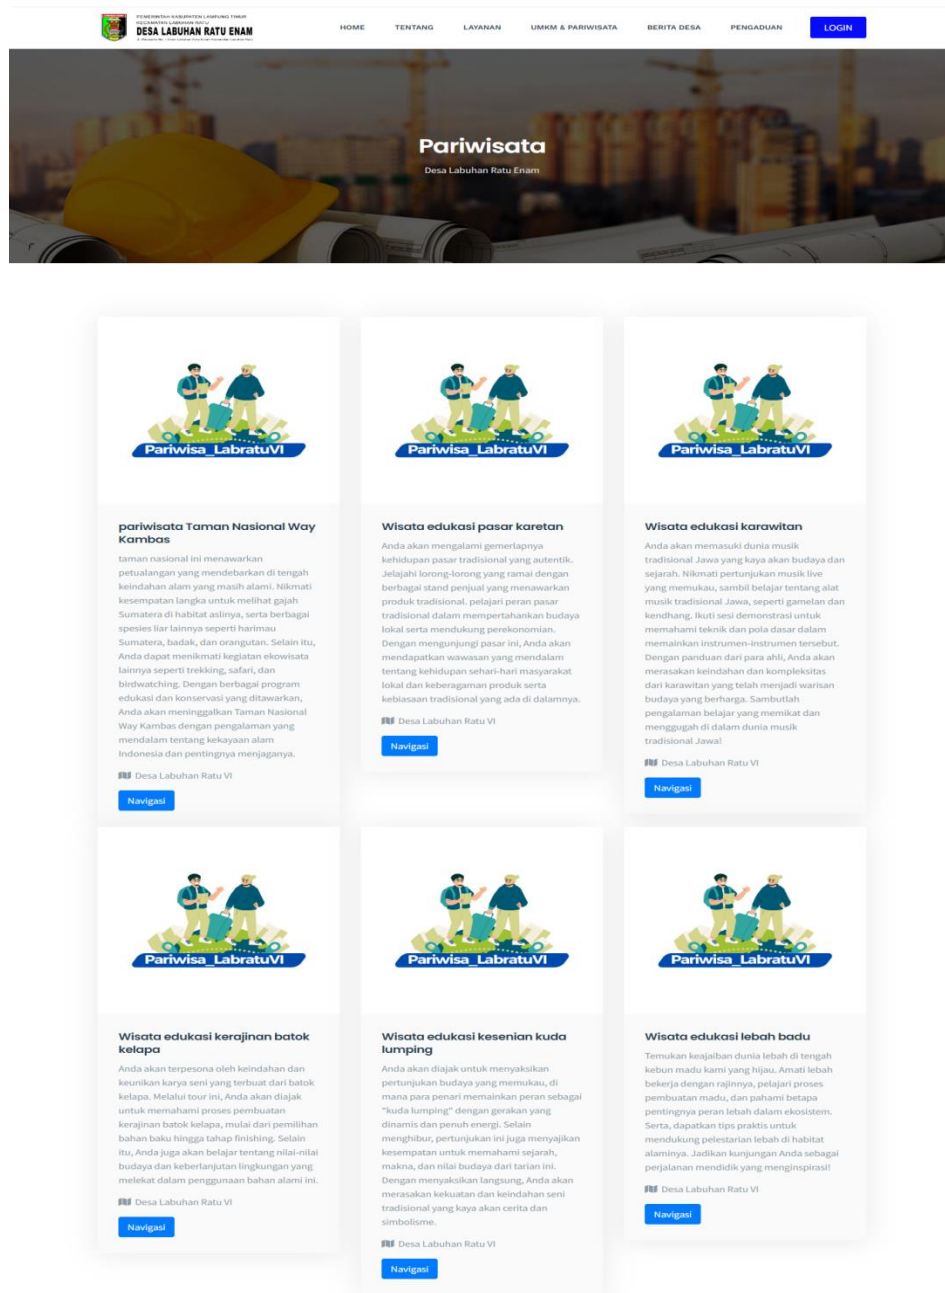 PEMERINTAH KABUPATEN LAMPUNG TIMUR
KECAMATAN LABUHAN RATU
DESA LABUHAN RATU ENAM
HOME
TENTANG
LAYANAN
UMKM & PARIWISATA
BERITA DESA
PENGADUAN
LOGIN
Pariwisata
Desa Labuhan Ratu Enam
Pariwisa_LabratuVI
pariwisata Taman Nasional Way
Kambas
taman nasional ini menawarkan
petualangan yang mendebarkan di tengah
keindahan alam yang masih alami. Nikmati
kesempatan langka untuk melihat gajah
Sumatera di habitat aslinya, serta berbagai
spesies liar lainnya seperti harimau
Sumatera, badak, dan orangutan. Selain itu,
Anda dapat menikmati kegiatan ekowisata
lainnya seperti trekking, safari, dan
birdwatching. Dengan berbagai program
edukasi dan konservasi yang ditawarkan,
Anda akan meninggalkan Taman Nasional
Way Kambas dengan pengalaman yang
mendalam tentang kekayaan alam
Indonesia dan pentingnya menjaganya.
Desa Labuhan Ratu VI
Navigasi
Pariwisa_LabratuVI
Wisata edukasi pasar karetan
Anda akan mengalami gemerlapnya
kehidupan pasar tradisional yang autentik.
Jelajahi lorong-lorong yang ramai dengan
berbagai stand penjual yang menawarkan
produk tradisional. pelajari peran pasar
tradisional dalam mempertahankan budaya
lokal serta mendukung perekonomian.
Dengan mengunjungi pasar ini, Anda akan
mendapatkan wawasan yang mendalam
tentang kehidupan sehari-hari masyarakat
lokal dan keberagaman produk serta
kebiasaan tradisional yang ada di dalamnya.
Desa Labuhan Ratu VI
Navigasi
Pariwisa_LabratuVI
Wisata edukasi karawitan
Anda akan memasuki dunia musik
tradisional Jawa yang kaya akan budaya dan
sejarah. Nikmati pertunjukan musik live
yang memukau, sambil belajar tentang alat
musik tradisional Jawa, seperti gamelan dan
kendhang. Ikuti sesi demonstrasi untuk
memahami teknik dan pola dasar dalam
memainkan instrumen-instrumen tersebut.
Dengan panduan dari para ahli, Anda akan
merasakan keindahan dan kompleksitas
dari karawitan yang telah menjadi warisan
budaya yang berharga. Sambutlah
pengalaman belajar yang memikat dan
menggugah di dalam dunia musik
tradisional Jawa!
Desa Labuhan Ratu VI
Navigasi
Pariwisa_LabratuVI
Wisata edukasi kerajinan batok
kelapa
Anda akan terpesona oleh keindahan dan
keunikan karya seni yang terbuat dari batok
kelapa. Melalui tour ini, Anda akan diajak
untuk memahami proses pembuatan
kerajinan batok kelapa, mulai dari pemilihan
bahan baku hingga tahap finishing. Selain
itu, Anda juga akan belajar tentang nilai-nilai
budaya dan keberlanjutan lingkungan yang
melekat dalam penggunaan bahan alami ini.
Desa Labuhan Ratu VI
Navigasi
Pariwisa_LabratuVI
Wisata edukasi kesenian kuda
lumping
Anda akan diajak untuk menyaksikan
pertunjukan budaya yang memukau, di
mana para penari memainkan peran sebagai
"kuda lumping" dengan gerakan yang
dinamis dan penuh energi. Selain
menghibur, pertunjukan ini juga menyajikan
kesempatan untuk memahami sejarah,
makna, dan nilai budaya dari tarian ini.
Dengan menyaksikan langsung, Anda akan
merasakan kekuatan dan keindahan seni
tradisional yang kaya akan cerita dan
simbolisme.
Desa Labuhan Ratu VI
Navigasi
Pariwisa_LabratuVI
Wisata edukasi lebah badu
Temukan keajaiban dunia lebah di tengah
kebun madu kami yang hijau. Amati lebah
bekerja dengan rajinnya, pelajari proses
pembuatan madu, dan pahami betapa
pentingnya peran lebah dalam ekosistem.
Serta, dapatkan tips praktis untuk
mendukung pelestarian lebah di habitat
alaminya. Jadikan kunjungan Anda sebagai
perjalanan mendidik yang menginspirasi!
Desa Labuhan Ratu VI
Navigasi